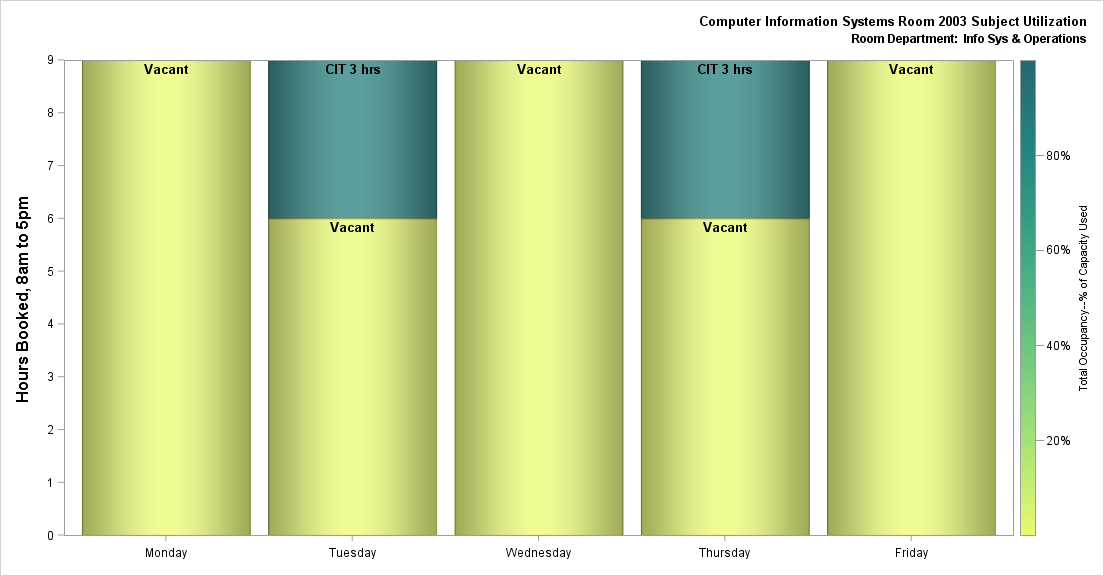 Computer Information Systems Room 2003 Subject Utilization
Room Department: Info Sys & Operations
Hours Booked, 8am to 5pm
9
8
7
6
5
4
3
2
1
0
Vacant
CIT 3 hrs
Vacant
CIT 3 hrs
Vacant
Vacant
Vacant
Monday
Tuesday
Wednesday
Thursday
Friday
80%
60%
40%
20%
Total Occupancy--% of Capacity Used